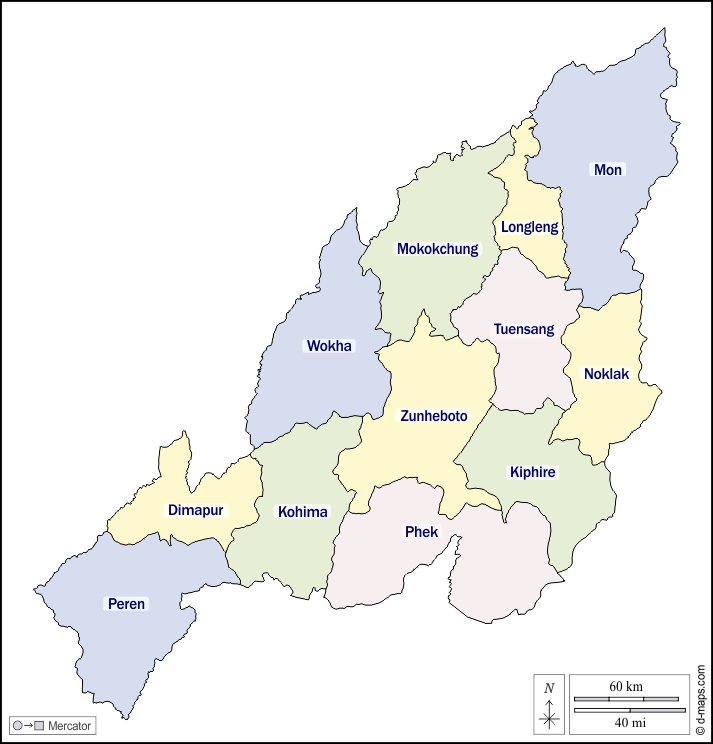 Mon
Longleng
Mokokchung
Tuensang
Wokha
Noklak
Zunheboto
Kiphire
Dimapur
Kohima
Phek
Peren
N
60 km
40 mi
Mercator
© d-maps.com